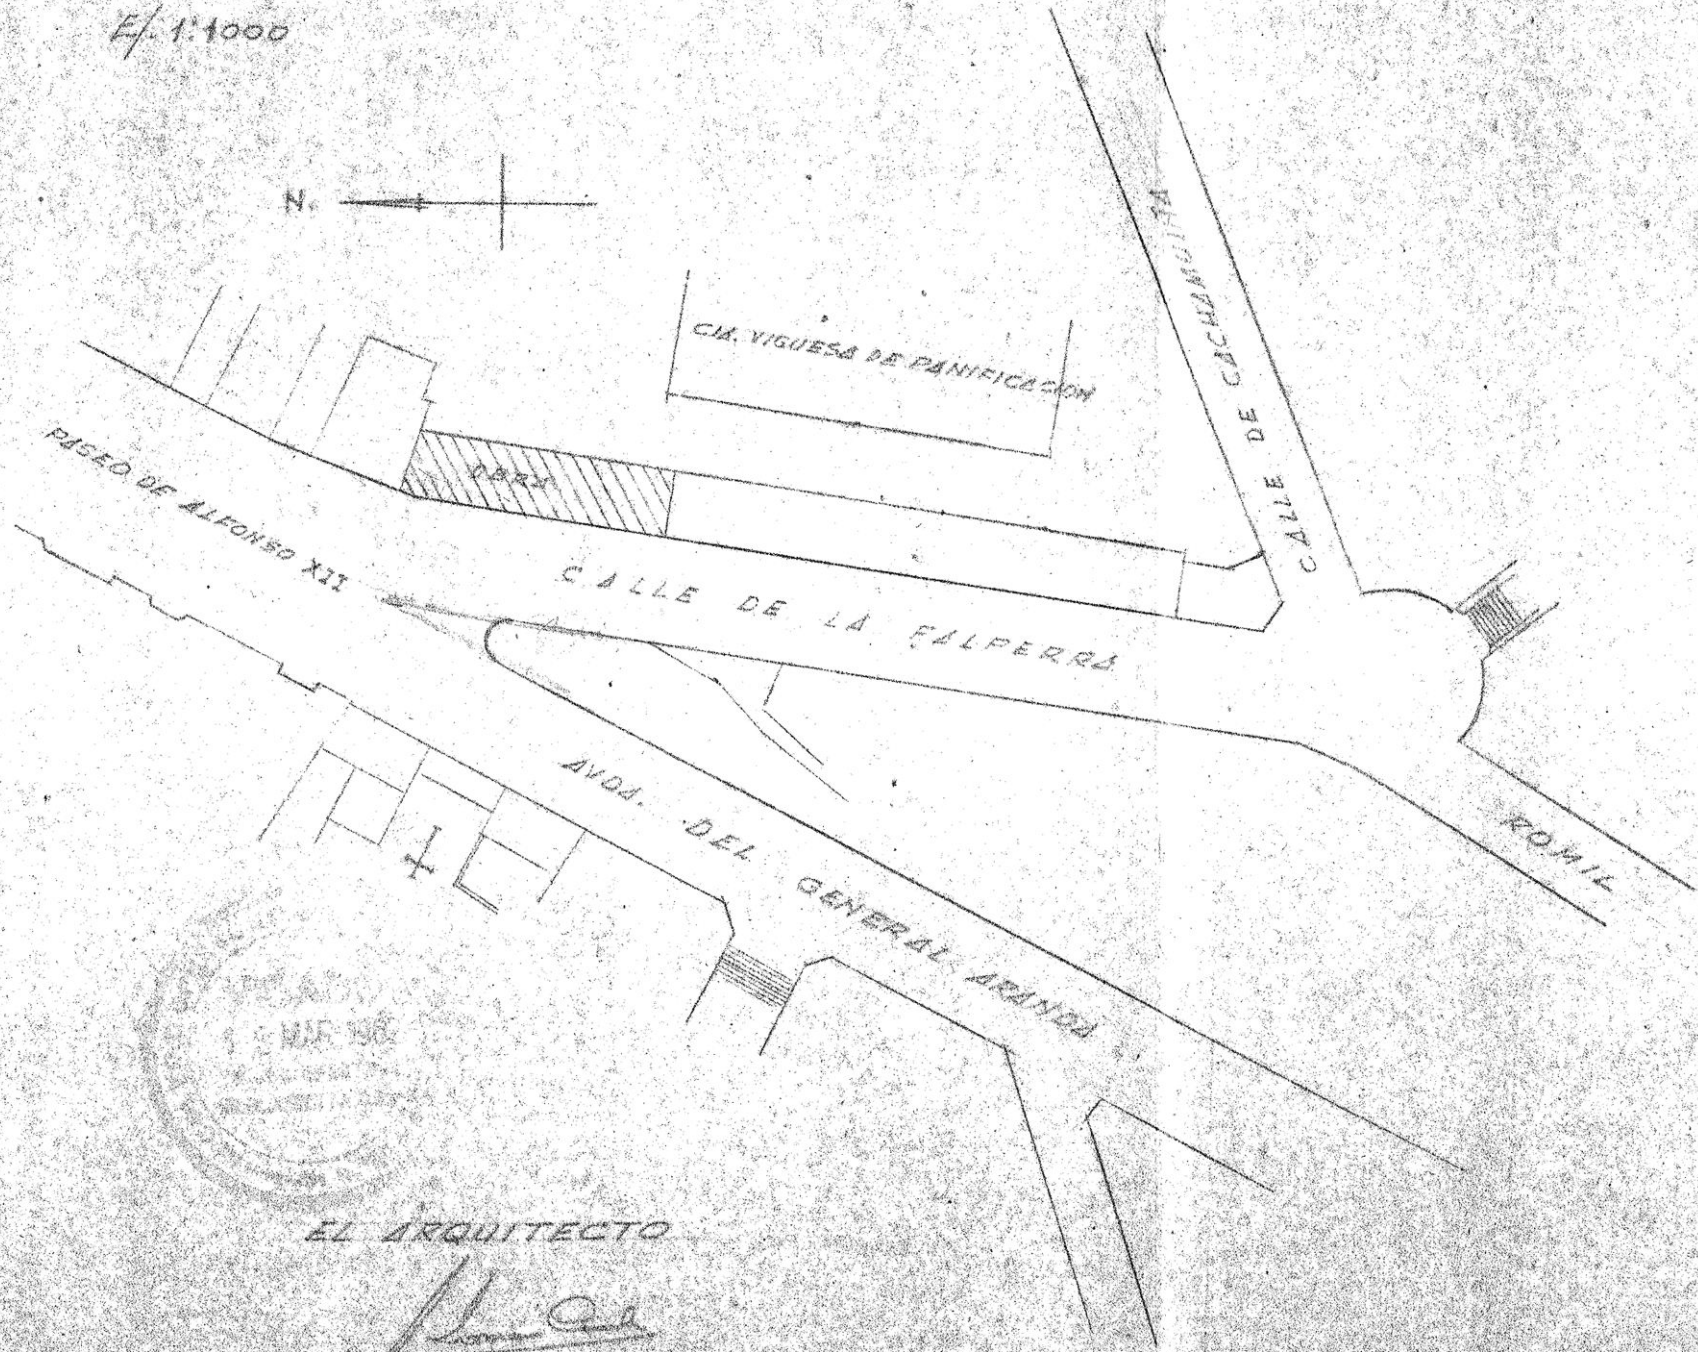 E/. 1:1000
N.
CIA. VIGUESA DE PANIFICACION
CALLE DE CACHAMUIÑA
PASEO DE ALFONSO XII
OBRA
CALLE DE LA FALPERRA
AVDA. DEL GENERAL ARANDA
ROMIL
EL ARQUITECTO